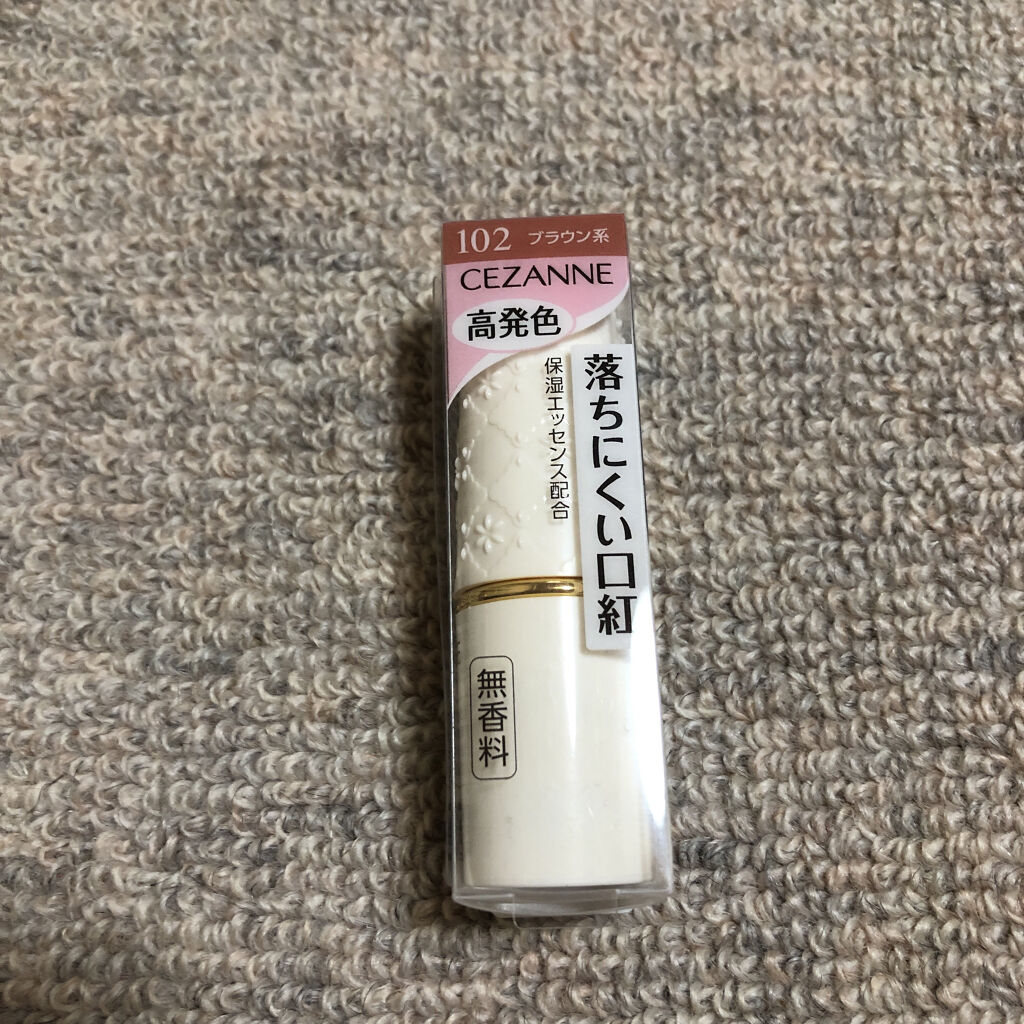 102 ブラウン系
CEZANNE
高発色
保湿エッセンス配合
落ちにくい口紅
無香料